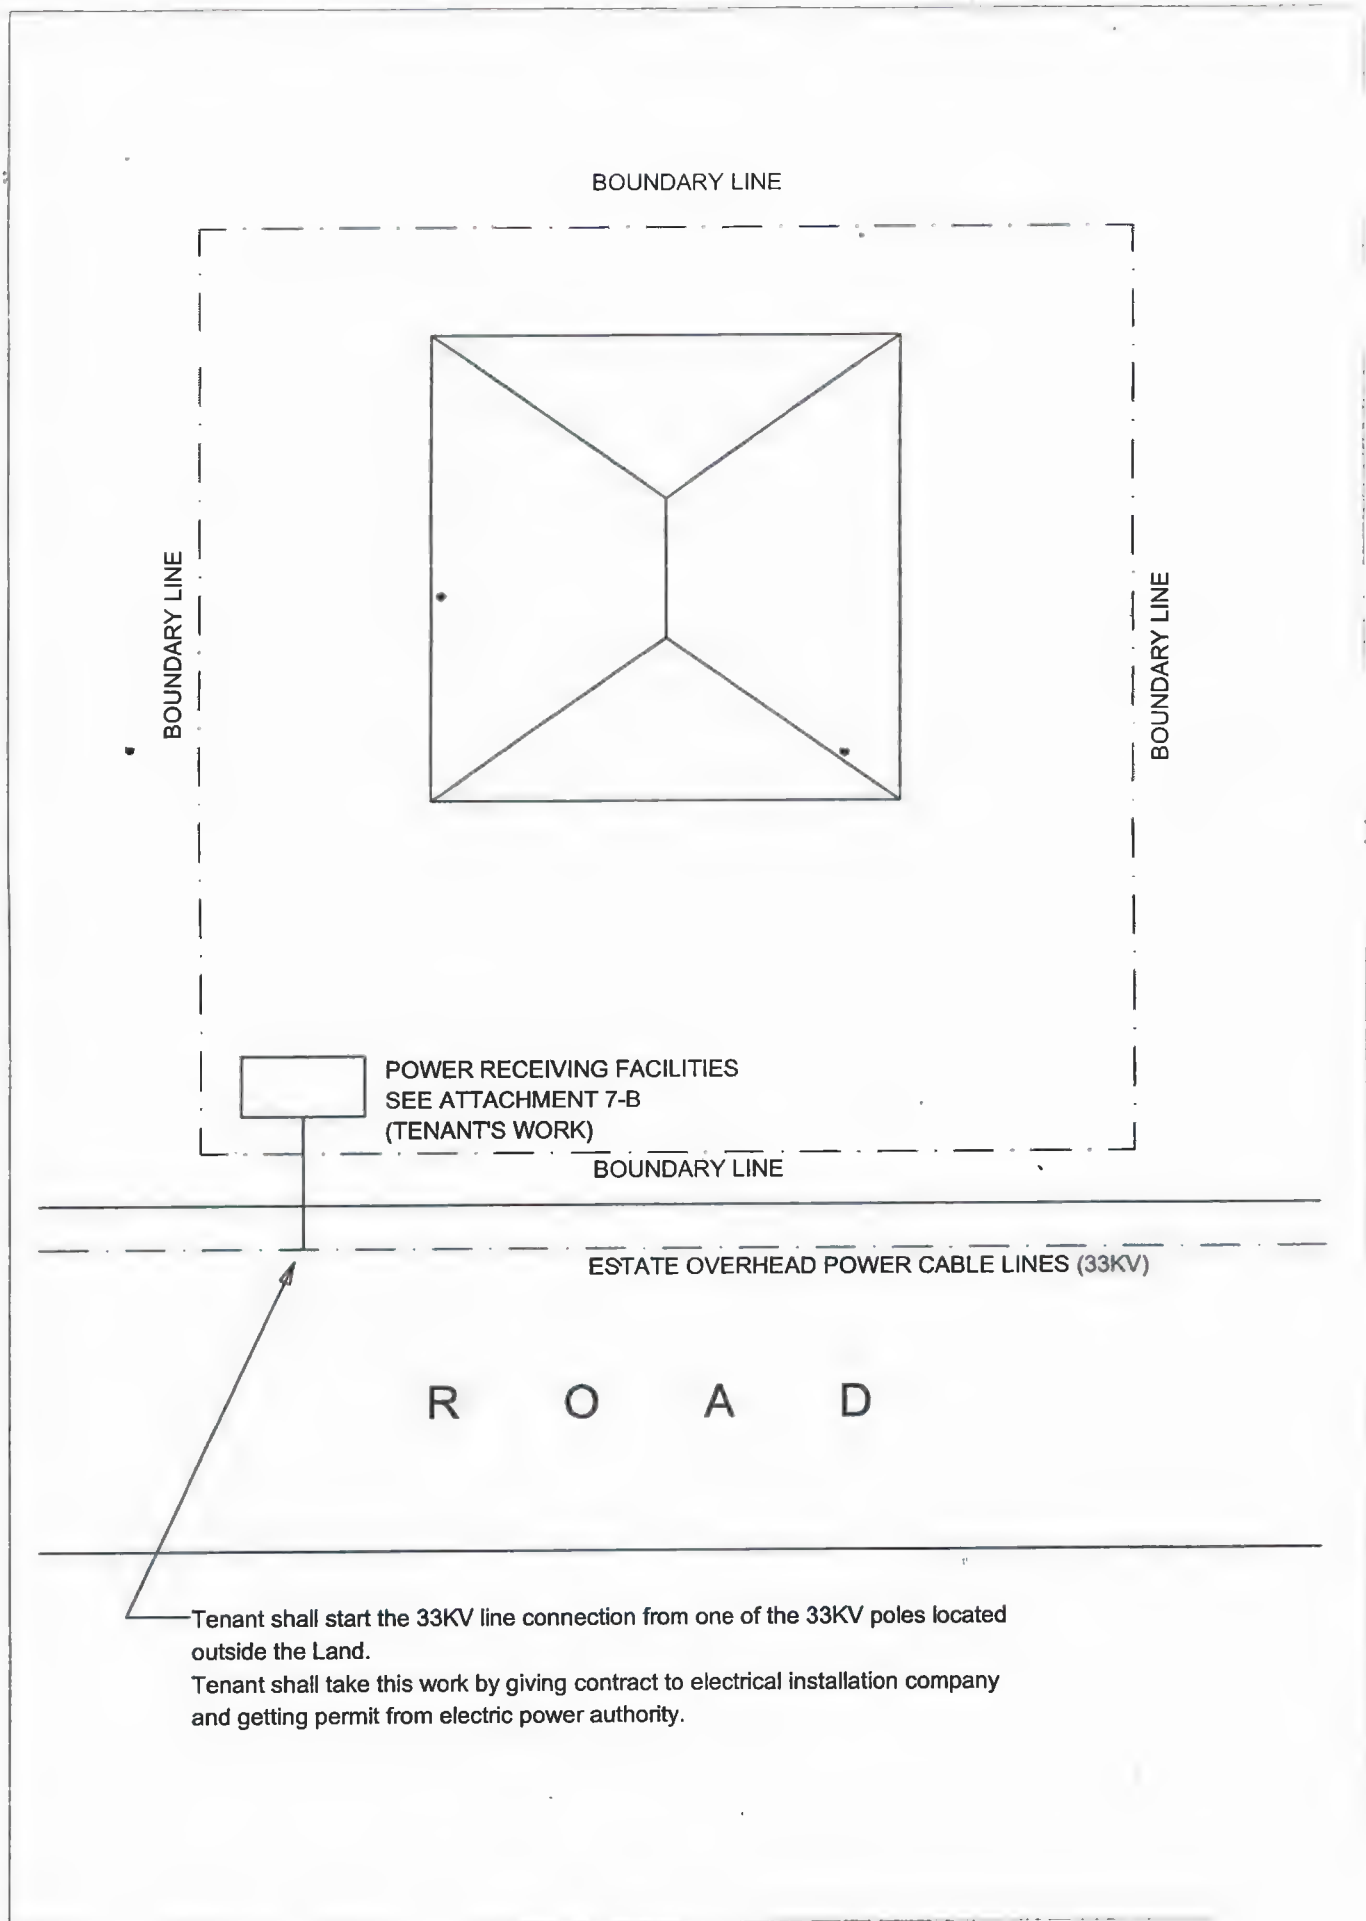 BOUNDARY LINE
BOUNDARY LINE
BOUNDARY LINE
POWER RECEIVING FACILITIES
SEE ATTACHMENT 7-B
(TENANT'S WORK)
BOUNDARY LINE
ESTATE OVERHEAD POWER CABLE LINES (33KV)
R O A D
Tenant shall start the 33KV line connection from one of the 33KV poles located
outside the Land.
Tenant shall take this work by giving contract to electrical installation company
and getting permit from electric power authority.